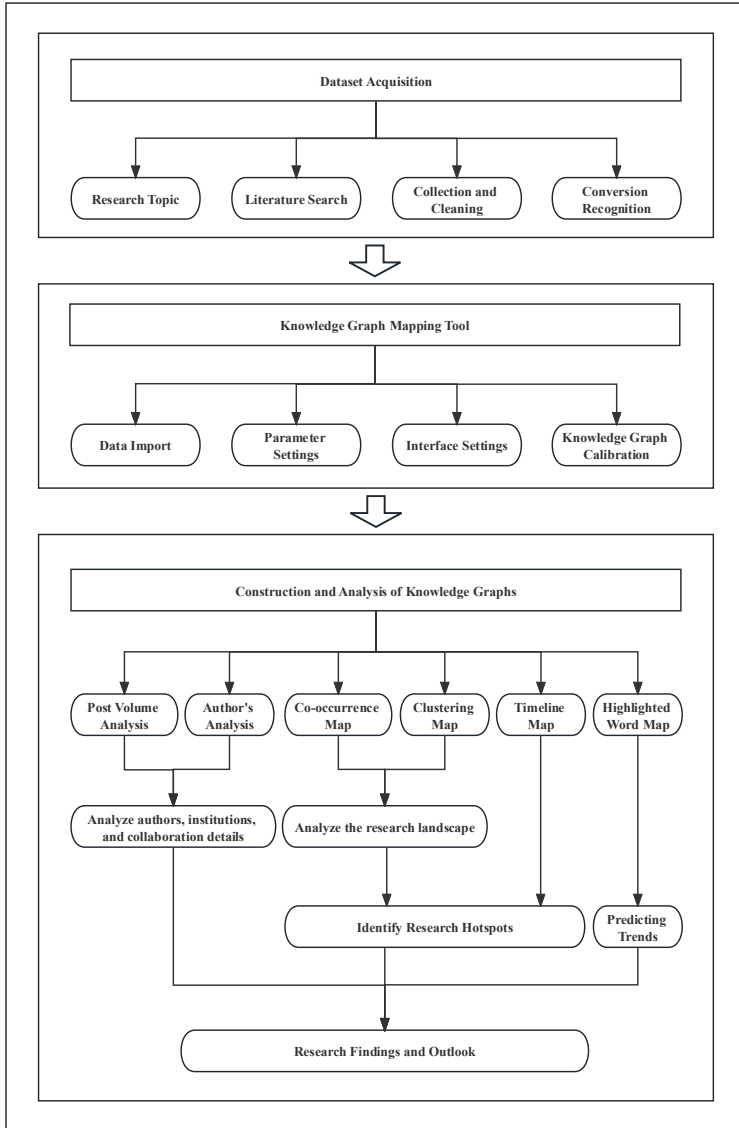 Dataset Acquisition
Research Topic
Literature Search
Collection and
Cleaning
Conversion
Recognition
Knowledge Graph Mapping Tool
Data Import
Parameter
Settings
Interface Settings
Knowledge Graph
Calibration
Construction and Analysis of Knowledge Graphs
Post Volume
Analysis
Author's
Analysis
Co-occurrence
Map
Clustering
Map
Timeline
Map
Highlighted
Word Map
Analyze authors, institutions,
and collaboration details
Analyze the research landscape
Identify Research Hotspots
Predicting
Trends
Research Findings and Outlook